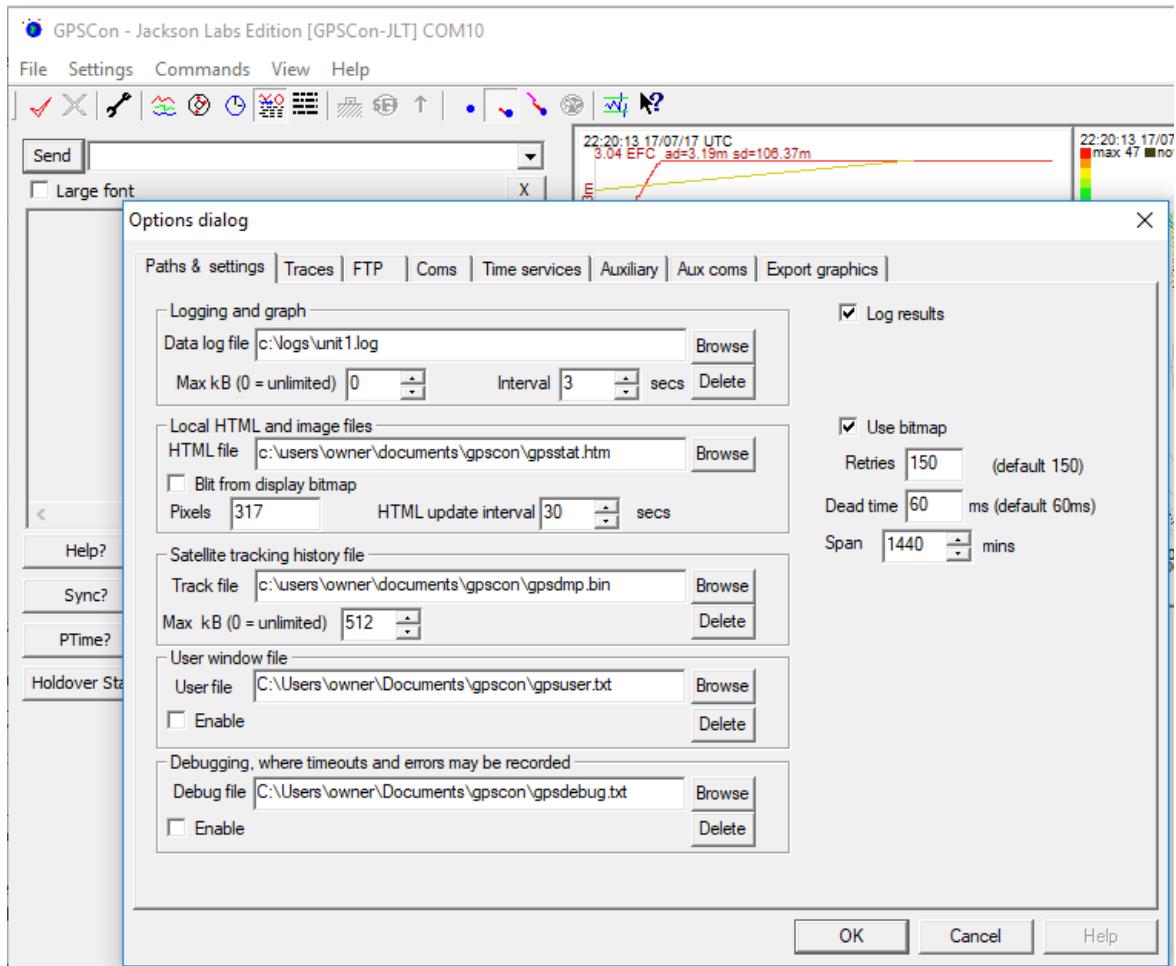 GPSCon - Jackson Labs Edition [GPSCon-JLT] COM10
File Settings Commands View Help
Send
Large font X
22:20:13 17/07/17 UTC
3.04 EFC ad=3.19m sd=106.37m
22:20:13 17/07
max 47
Options dialog
Paths & settings Traces FTP Coms Time services Auxiliary Aux coms Export graphics
Logging and graph
Data log file c:\logs\unit1.log Browse
Max kB (0 = unlimited) 0 Interval 3 secs Delete
Log results
Local HTML and image files
HTML file c:\users\owner\documents\gpscon\gpsstat.htm Browse
Blit from display bitmap
Pixels 317 HTML update interval 30 secs
Use bitmap
Retries 150 (default 150)
Dead time 60 ms (default 60ms)
Span 1440 mins
Satellite tracking history file
Track file c:\users\owner\documents\gpscon\gpsdmp.bin Browse
Max kB (0 = unlimited) 512 Delete
User window file
User file C:\Users\owner\Documents\gpscon\gpsuser.txt Browse
Enable Delete
Debugging, where timeouts and errors may be recorded
Debug file C:\Users\owner\Documents\gpscon\gpsdebug.txt Browse
Enable Delete
Help?
Sync?
PTime?
Holdover Sta
OK Cancel Help